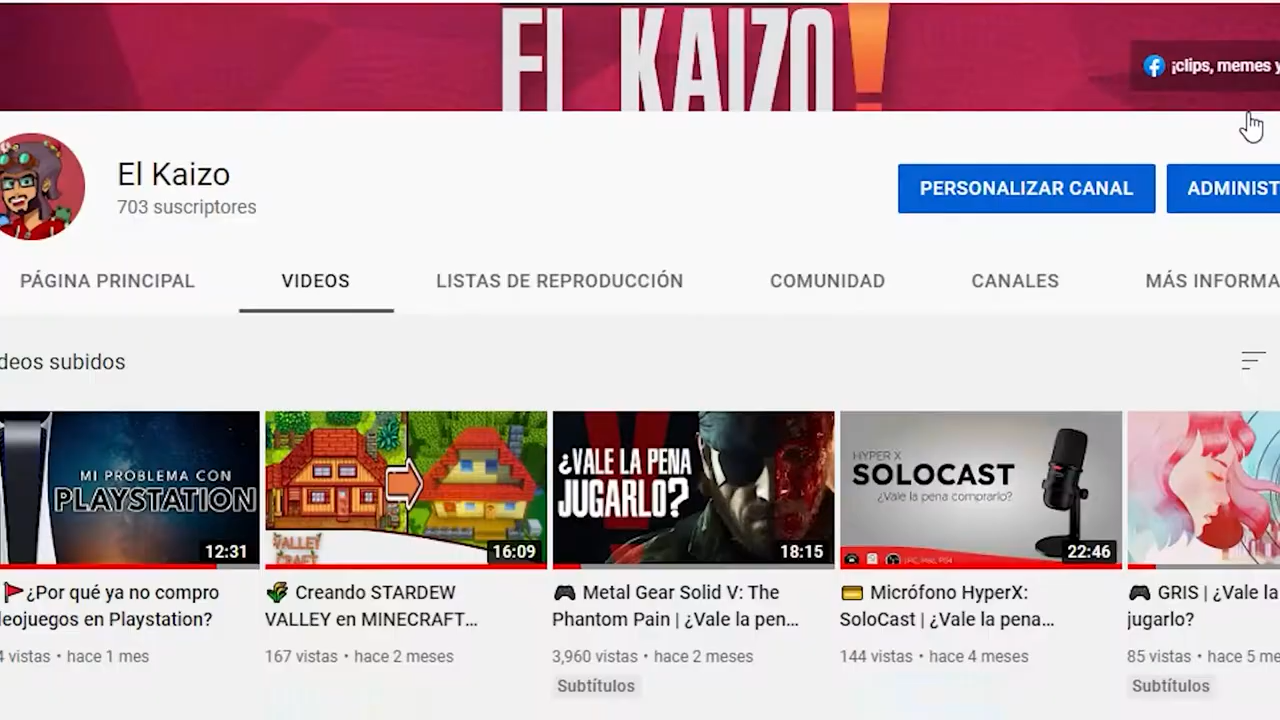 EL KAIZO!
¡clips, memes y
El Kaizo
703 suscriptores
PERSONALIZAR CANAL
ADMINIST
PÁGINA PRINCIPAL
VIDEOS
LISTAS DE REPRODUCCIÓN
COMUNIDAD
CANALES
MÁS INFORMA
deos subidos
MI PROBLEMA CON
PLAYSTATION
12:31
VALLEY
CRAFT
16:09
¿VALE LA PENA
JUGARLO?
18:15
HYPER X
SOLOCAST
¿Vale la pena comprarlo?
22:46
¿Por qué ya no compro
eojuegos en Playstation?
4 vistas • hace 1 mes
Creando STARDEW
VALLEY en MINECRAFT...
167 vistas • hace 2 meses
Metal Gear Solid V: The
Phantom Pain | ¿Vale la pen...
3,960 vistas • hace 2 meses
Subtítulos
Micrófono HyperX:
SoloCast | ¿Vale la pena...
144 vistas • hace 4 meses
GRIS | ¿Vale la
jugarlo?
85 vistas • hace 5 me
Subtítulos